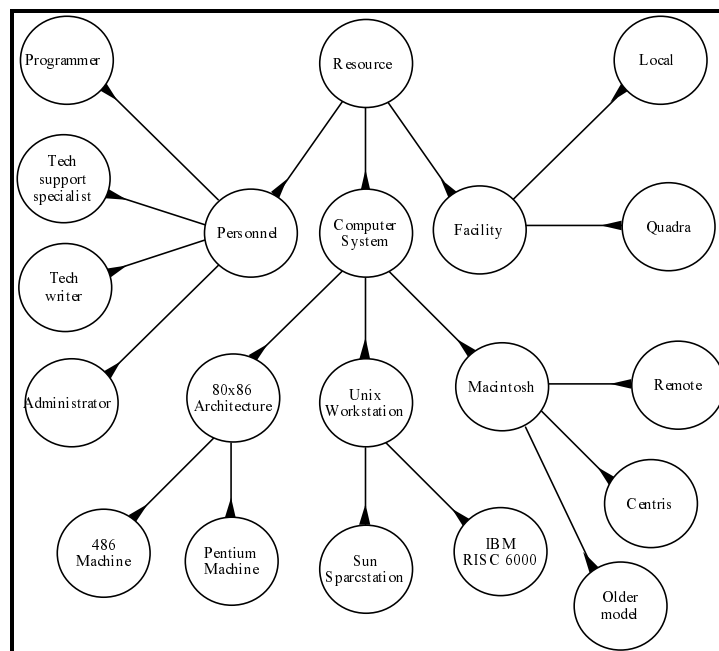 Programmer
Resource
Local
Tech
support
specialist
Personnel
Computer
System
Facility
Quadra
Tech
writer
Administrator
80x86
Architecture
Unix
Workstation
Macintosh
Remote
486
Machine
Pentium
Machine
Sun
Sparcstation
IBM
RISC 6000
Centris
Older
model